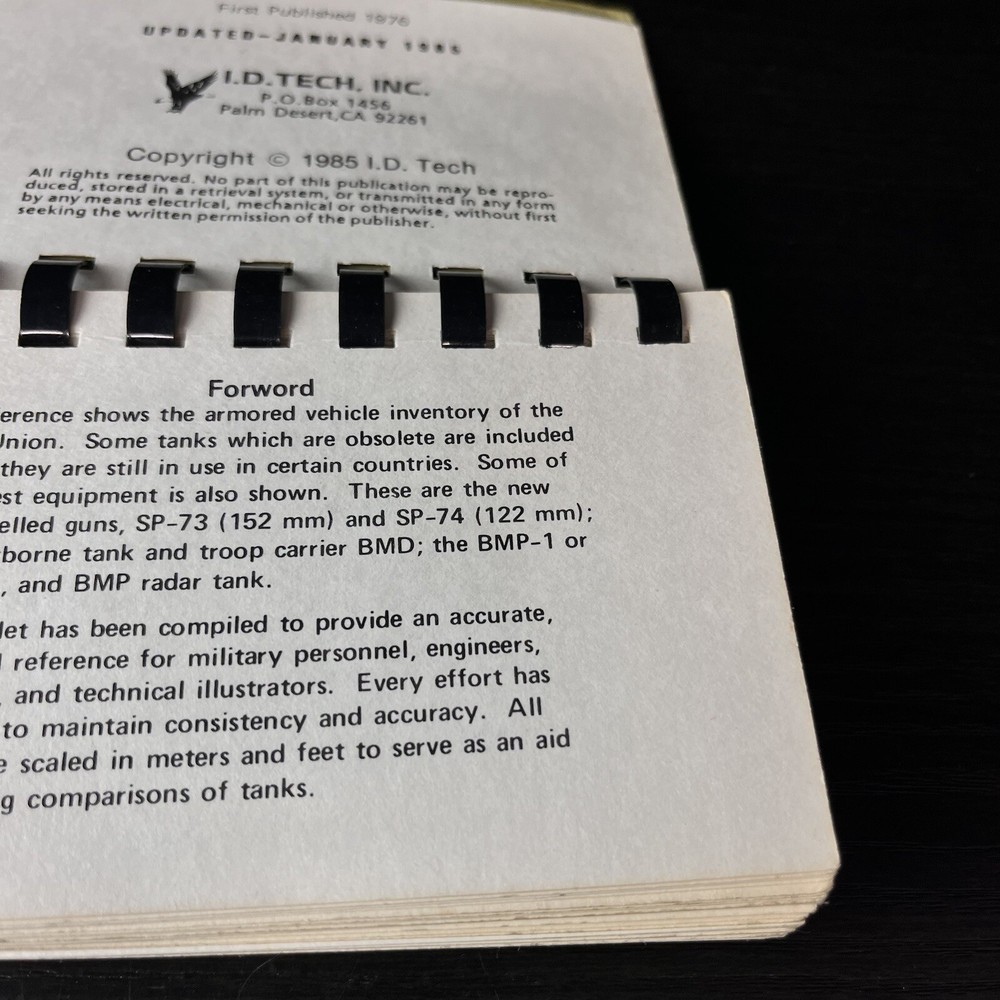 First Published 1976
UPDATED-JANUARY 1985
I.D.TECH, INC.
P.O.Box 1456
Palm Desert,CA 92261
Copyright © 1985 I.D. Tech
All rights reserved. No part of this publication may be repro-
duced, stored in a retrieval system, or transmitted in any form
by any means electrical, mechanical or otherwise, without first
seeking the written permission of the publisher.
Forword
erence shows the armored vehicle inventory of the
Union. Some tanks which are obsolete are included
they are still in use in certain countries. Some of
est equipment is also shown. These are the new
elled guns, SP-73 (152 mm) and SP-74 (122 mm);
borne tank and troop carrier BMD; the BMP-1 or
, and BMP radar tank.
let has been compiled to provide an accurate,
reference for military personnel, engineers,
, and technical illustrators. Every effort has
to maintain consistency and accuracy. All
e scaled in meters and feet to serve as an aid
g comparisons of tanks.